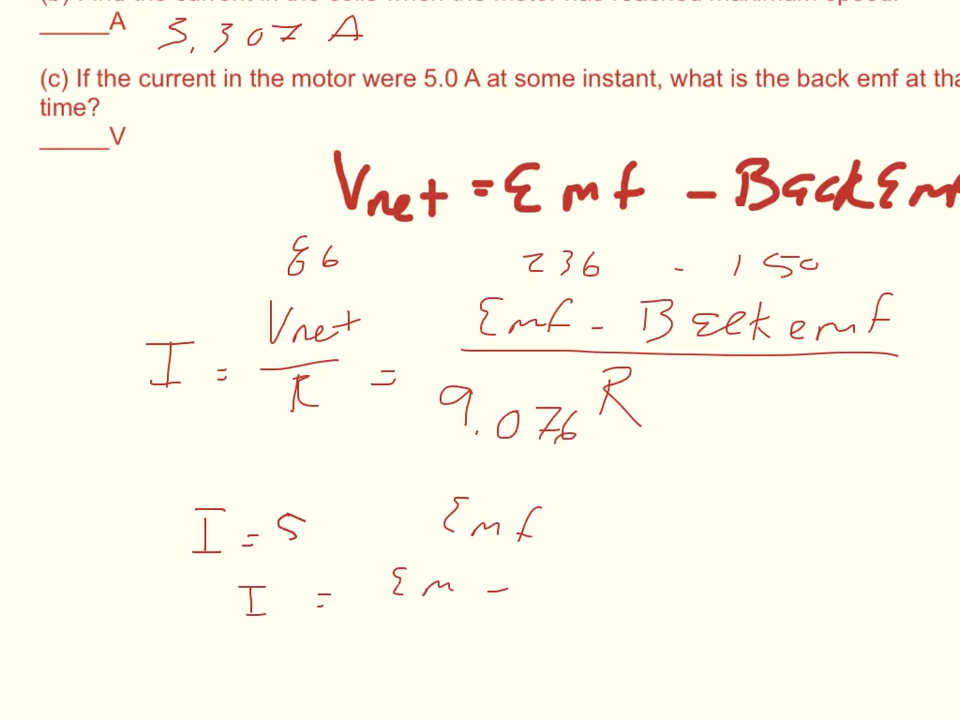 _____A 3.307 A
(c) If the current in the motor were 5.0 A at some instant, what is the back emf at tha
time?
_____V
Vnet = Emf - Back Emf
86 236 - 150
I = Vnet / R = Emf - Back emf / 9.076 R
I = 5 Emf
I = Em -